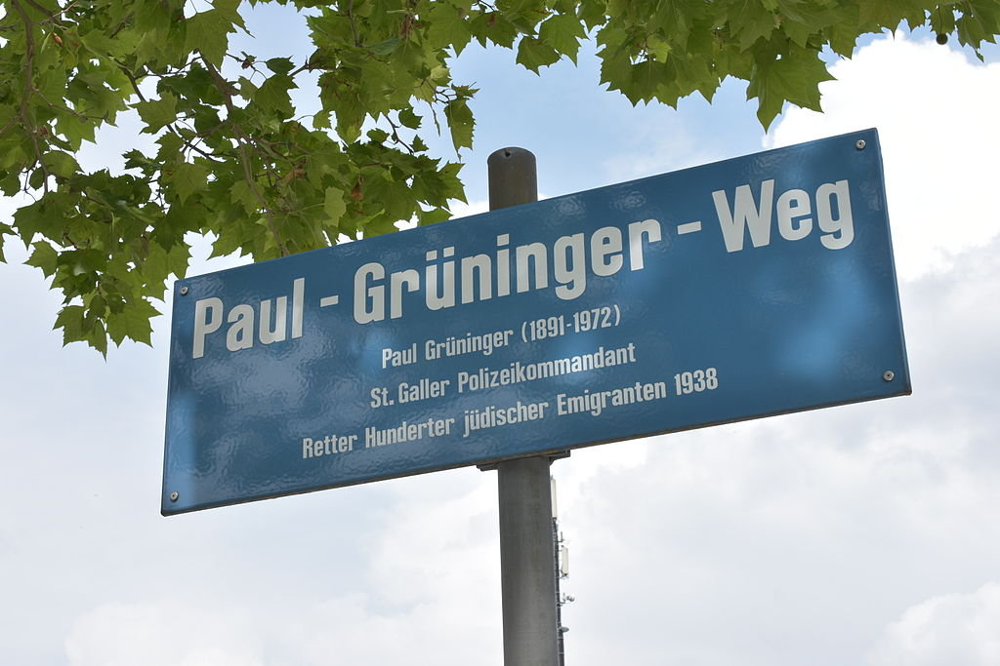 Paul-Grüninger-Weg
Paul Grüninger (1891-1972)
St. Galler Polizeikommandant
Retter Hunderter jüdischer Emigranten 1938